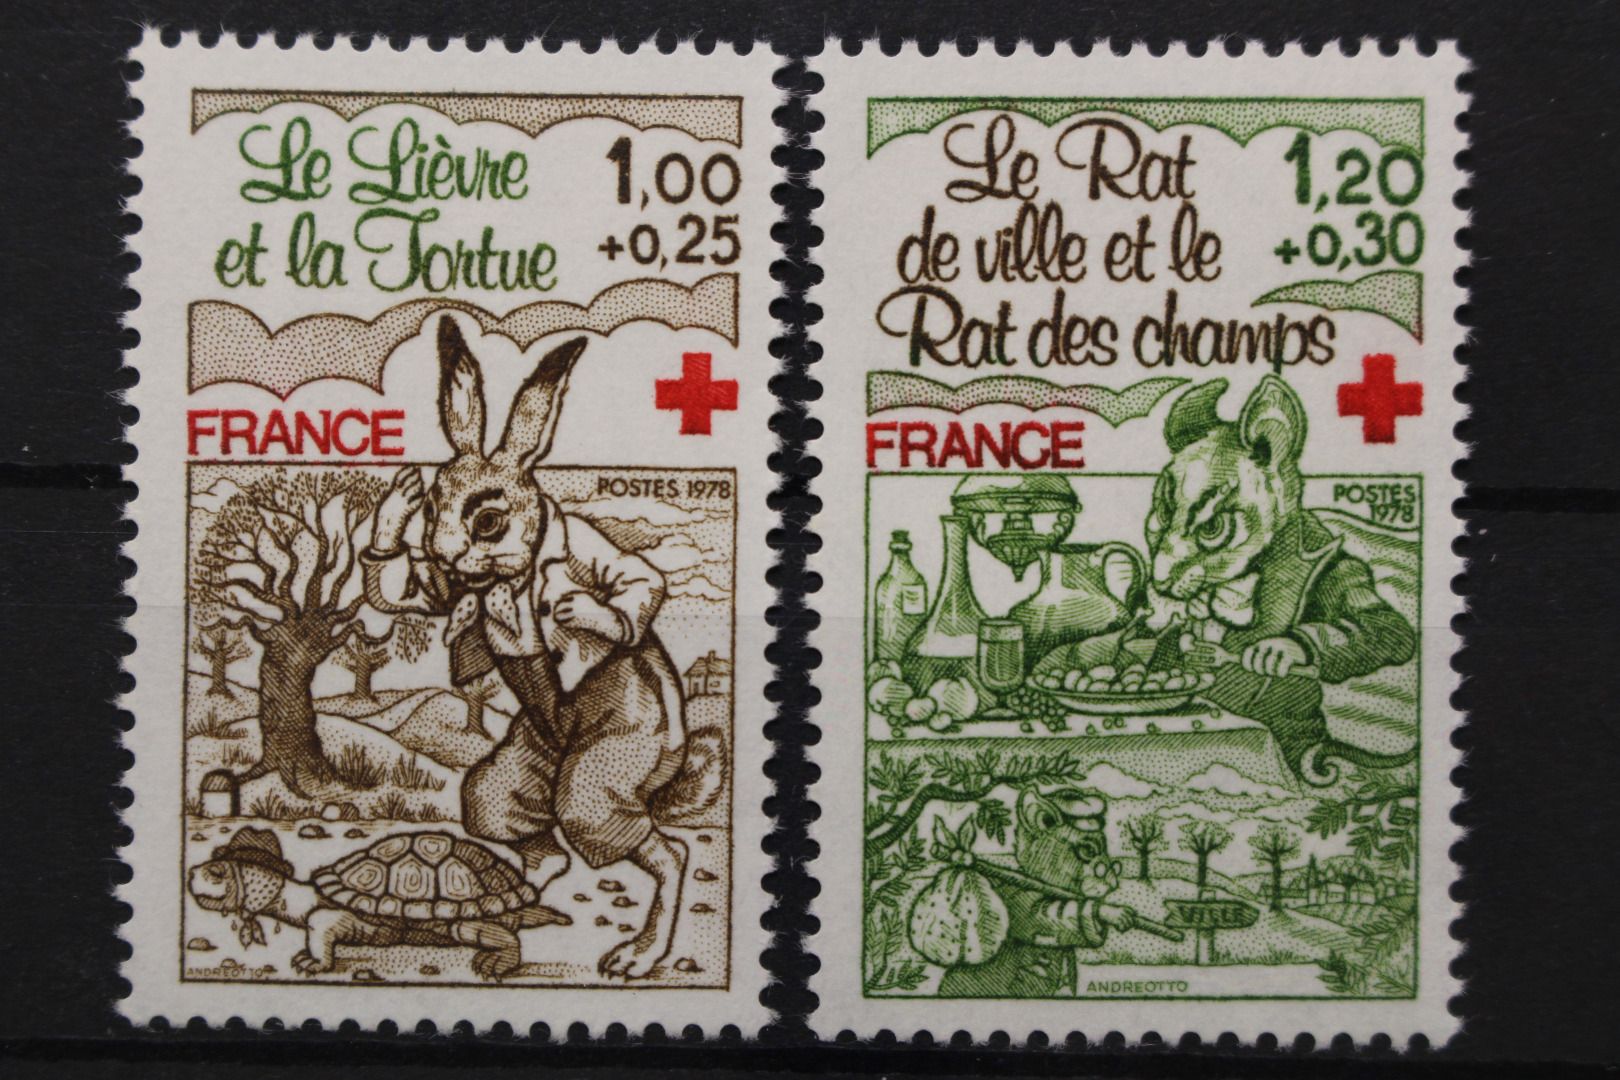 Le Lièvre
et la Tortue
1,00
+0,25
FRANCE
POSTES 1978
ANDREOTTO
Le Rat
de ville et le
Rat des champs
1,20
+0,30
FRANCE
POSTES
1978
VILLE
ANDREOTTO